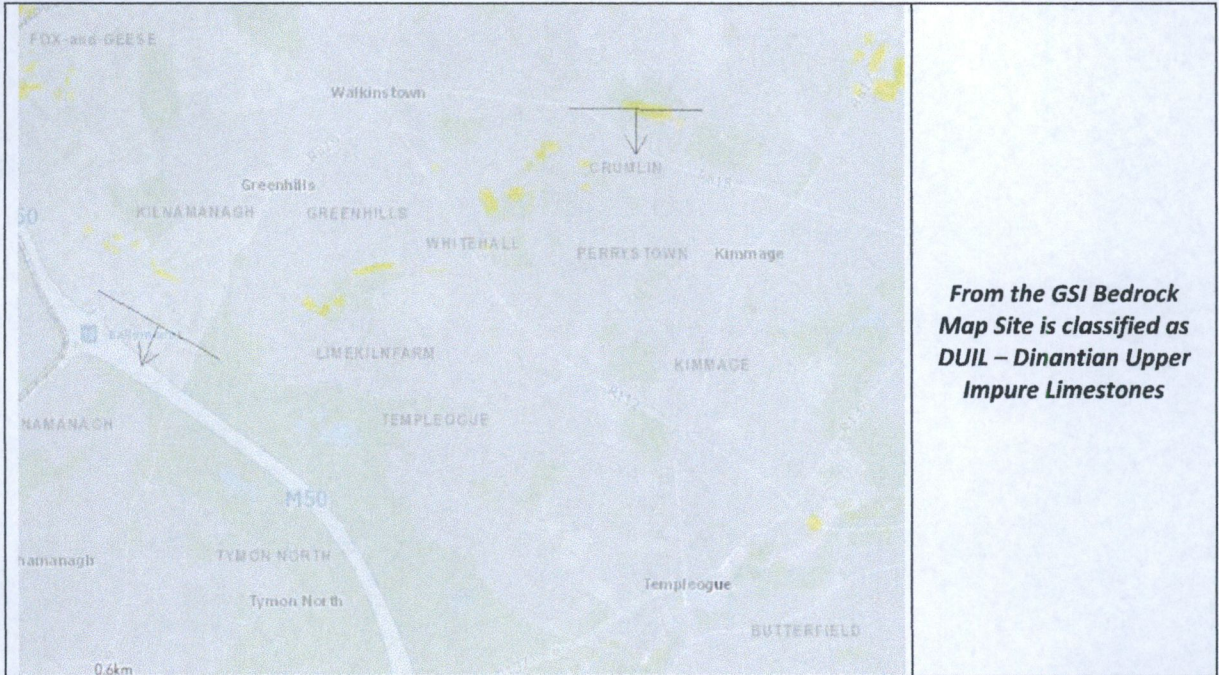 FOX-and-GEESE
Walkinstown
CRUMLIN
Greenhills
KILNAMANAGH
GREENHILLS
50
WHITEHALL
PERRYSTOWN
Kimmage
LIMEKILNFARM
KIMMAGE
NAMANAGH
TEMPLEOGUE
M50
hamanagh
TYMON NORTH
Templeogue
Tymon North
BUTTERFIELD
0.6km
From the GSI Bedrock
Map Site is classified as
DUIL – Dinantian Upper
Impure Limestones